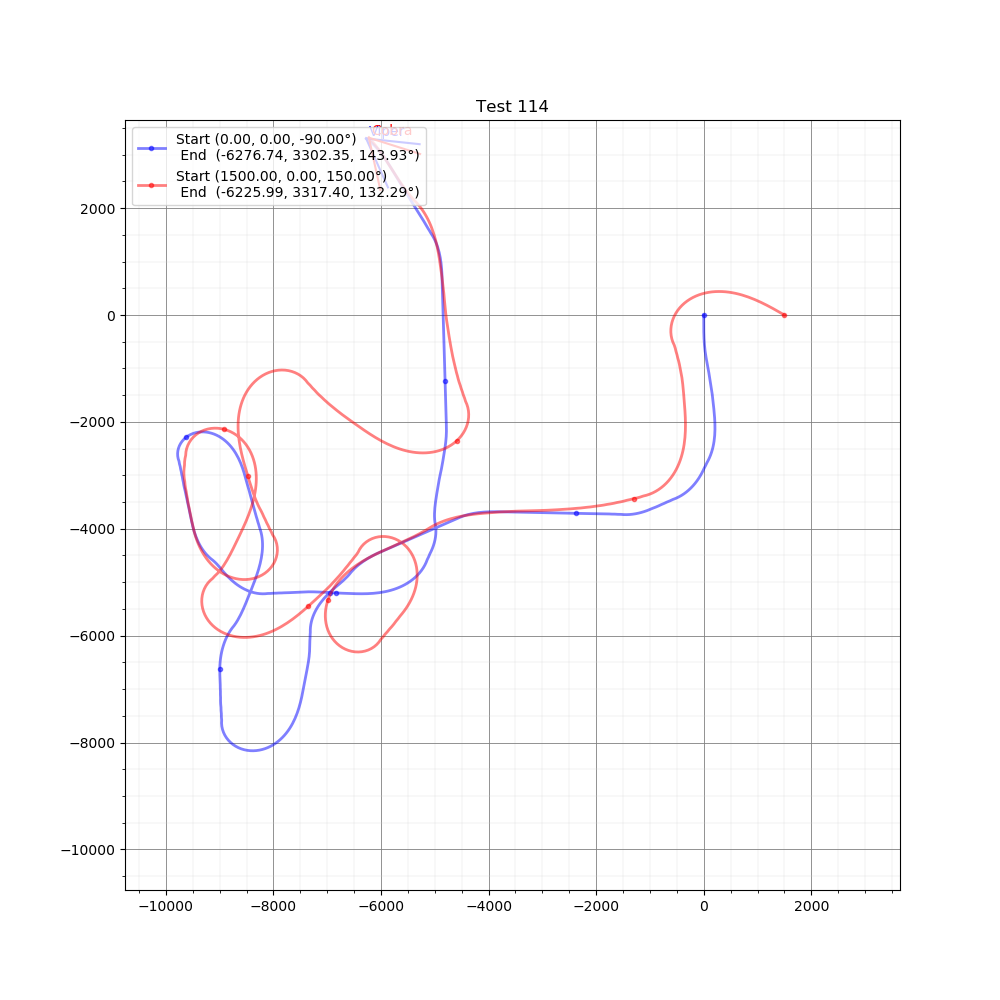 Test 114
Start (0.00, 0.00, -90.00°)
End (-6276.74, 3302.35, 143.93°)
Start (1500.00, 0.00, 150.00°)
End (-6225.99, 3317.40, 132.29°)
2000
0
−2000
−4000
−6000
−8000
−10000
−10000 −8000 −6000 −4000 −2000 0 2000